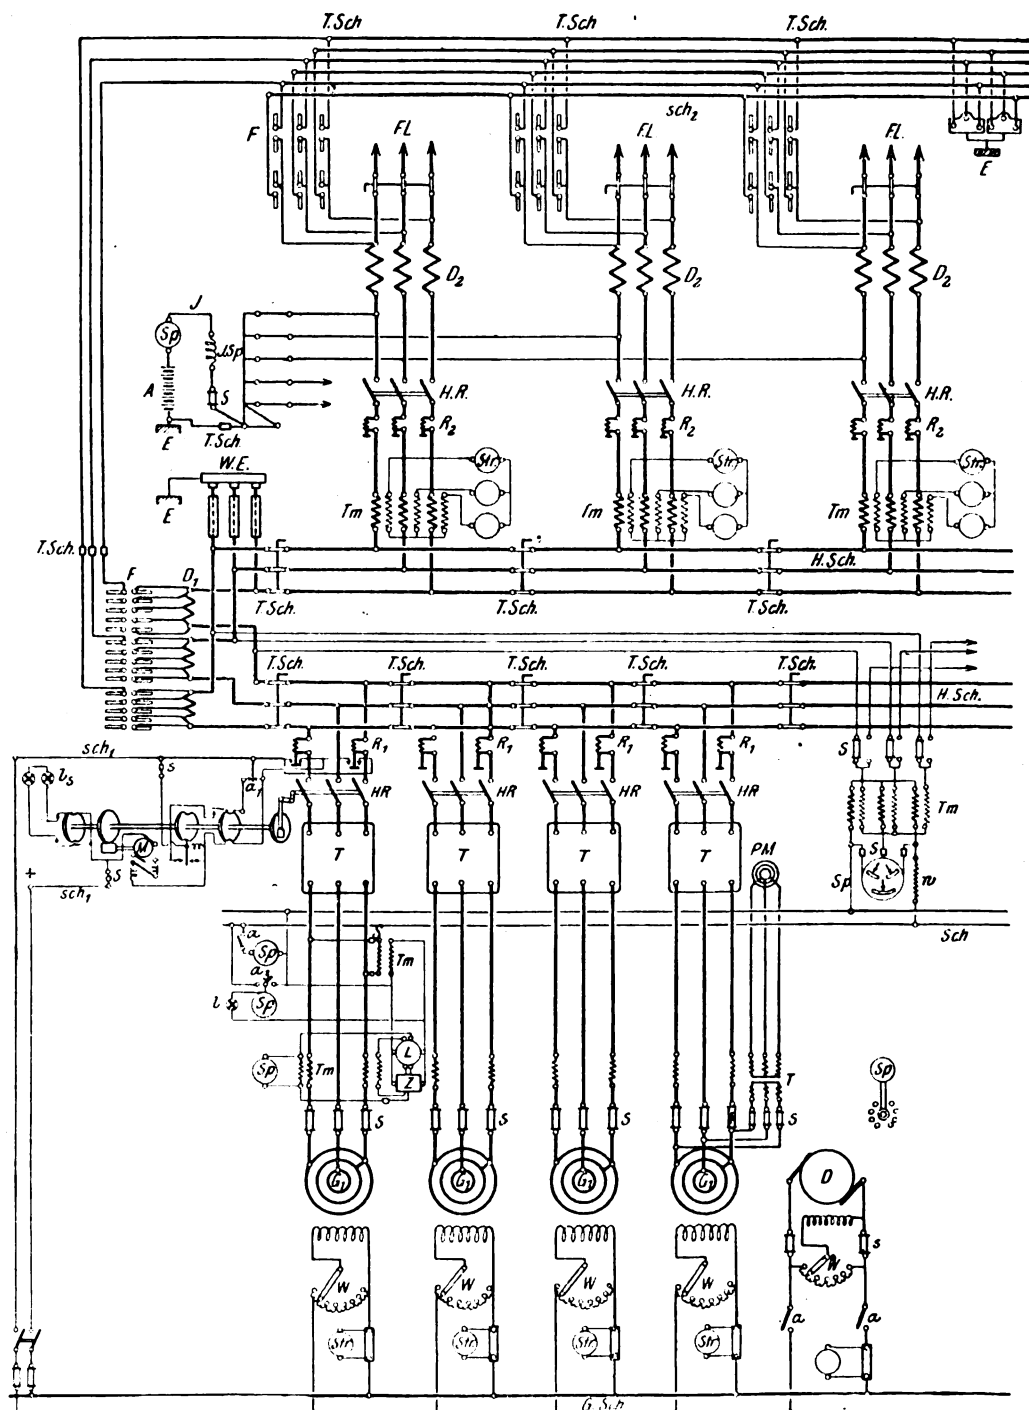 T.Sch T.Sch T.Sch.
sch2
F FL FL FL.
E
D2 D2 D2
J
Sp JSp
A S H.R. H.R. H.R.
E T.Sch. R2 R2 R2
W.E. Str. Str. Str.
E Tm Tm Tm
T.Sch. H.Sch.
F D1 T.Sch. T.Sch. T.Sch.
T.Sch. T.Sch. T.Sch. T.Sch. T.Sch.
H.Sch.
sch1 R1 R1 R1 R1 S
ls s a1 HR HR HR HR Tm
M T T T T PM S
+ sch1 S Sp w
Sch
a Sp Tm
a
l Sp
L
Sp Tm Z T Sp
S S S S S
G1 G1 G1 G1 D
W W W W W s
a a
Str Str Str Str
G.Sch